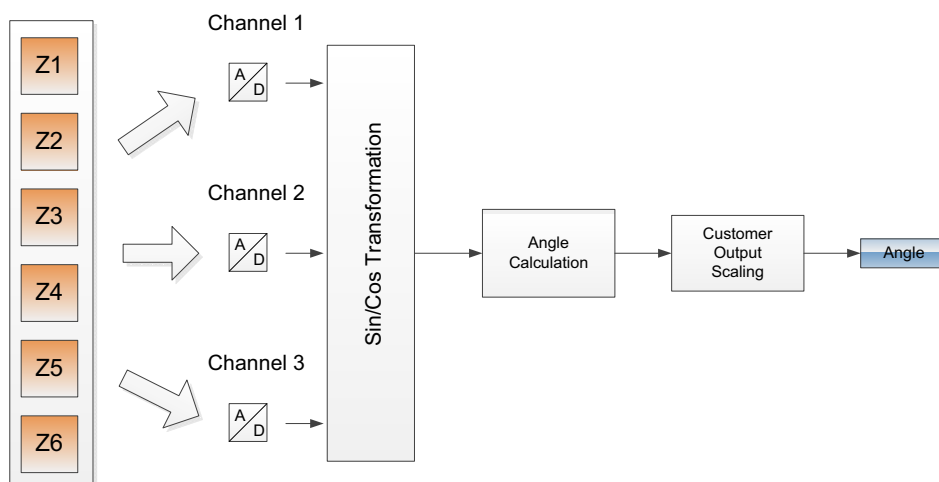 Z1
Z2
Z3
Z4
Z5
Z6
Channel 1
A
D
Channel 2
A
D
Channel 3
A
D
Sin/Cos Transformation
Angle
Calculation
Customer
Output
Scaling
Angle